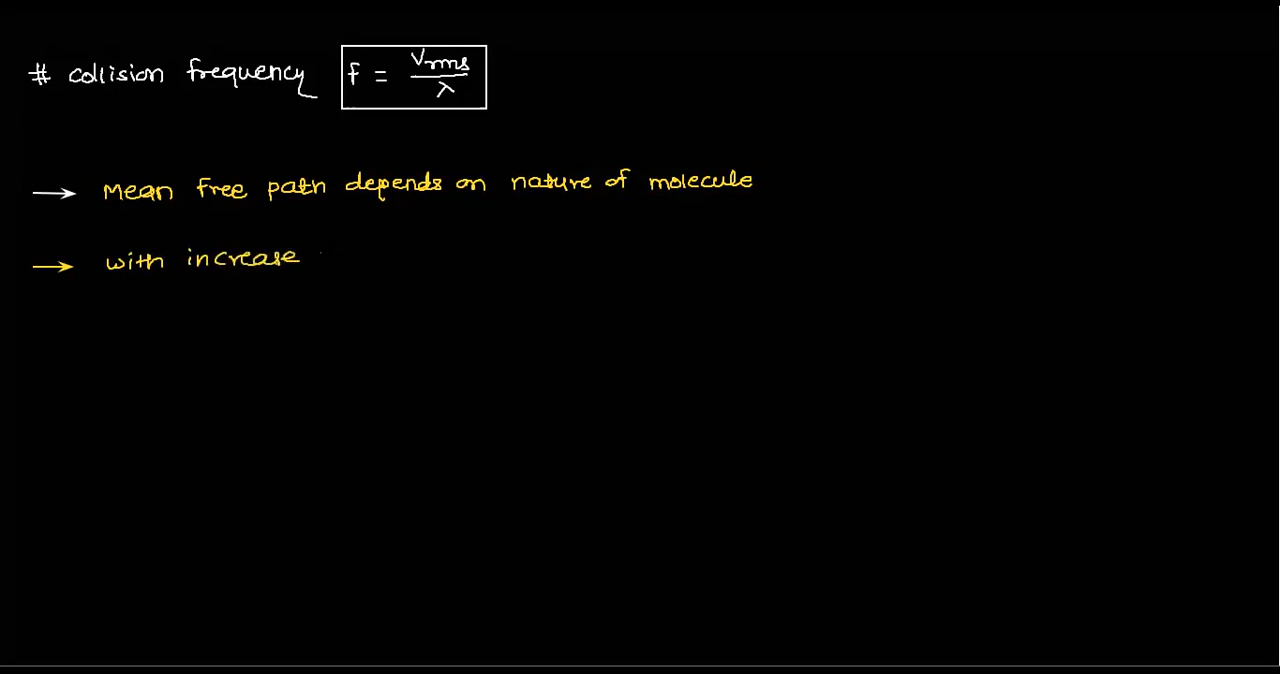 # collision frequency f = Vrms / λ
→ Mean free path depends on nature of molecule
→ with increase